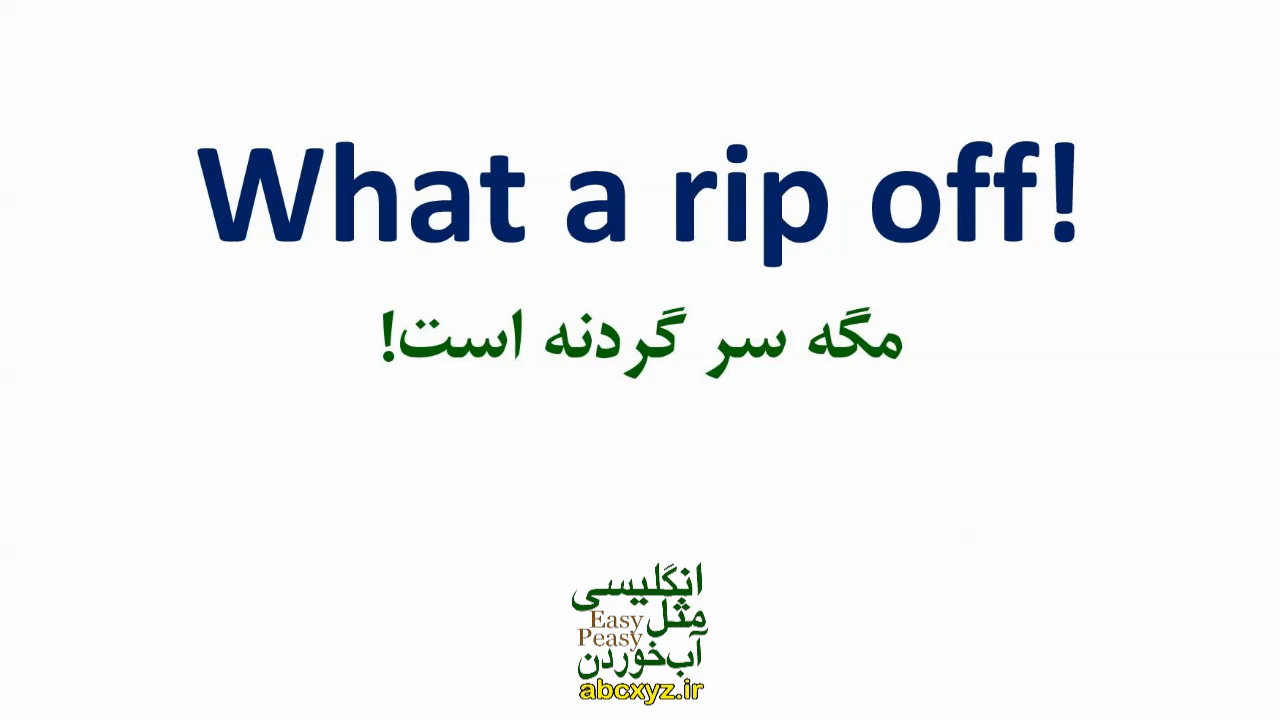 What a rip off!
مگه سر گردنه است!
انگلیسی
مثل
Easy
Peasy
آب‌خوردن
abcxyz.ir